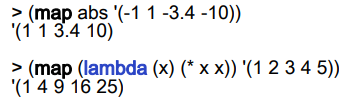 > (map abs '(-1 1 -3.4 -10))
'(1 1 3.4 10)
> (map (lambda (x) (* x x)) '(1 2 3 4 5))
'(1 4 9 16 25)